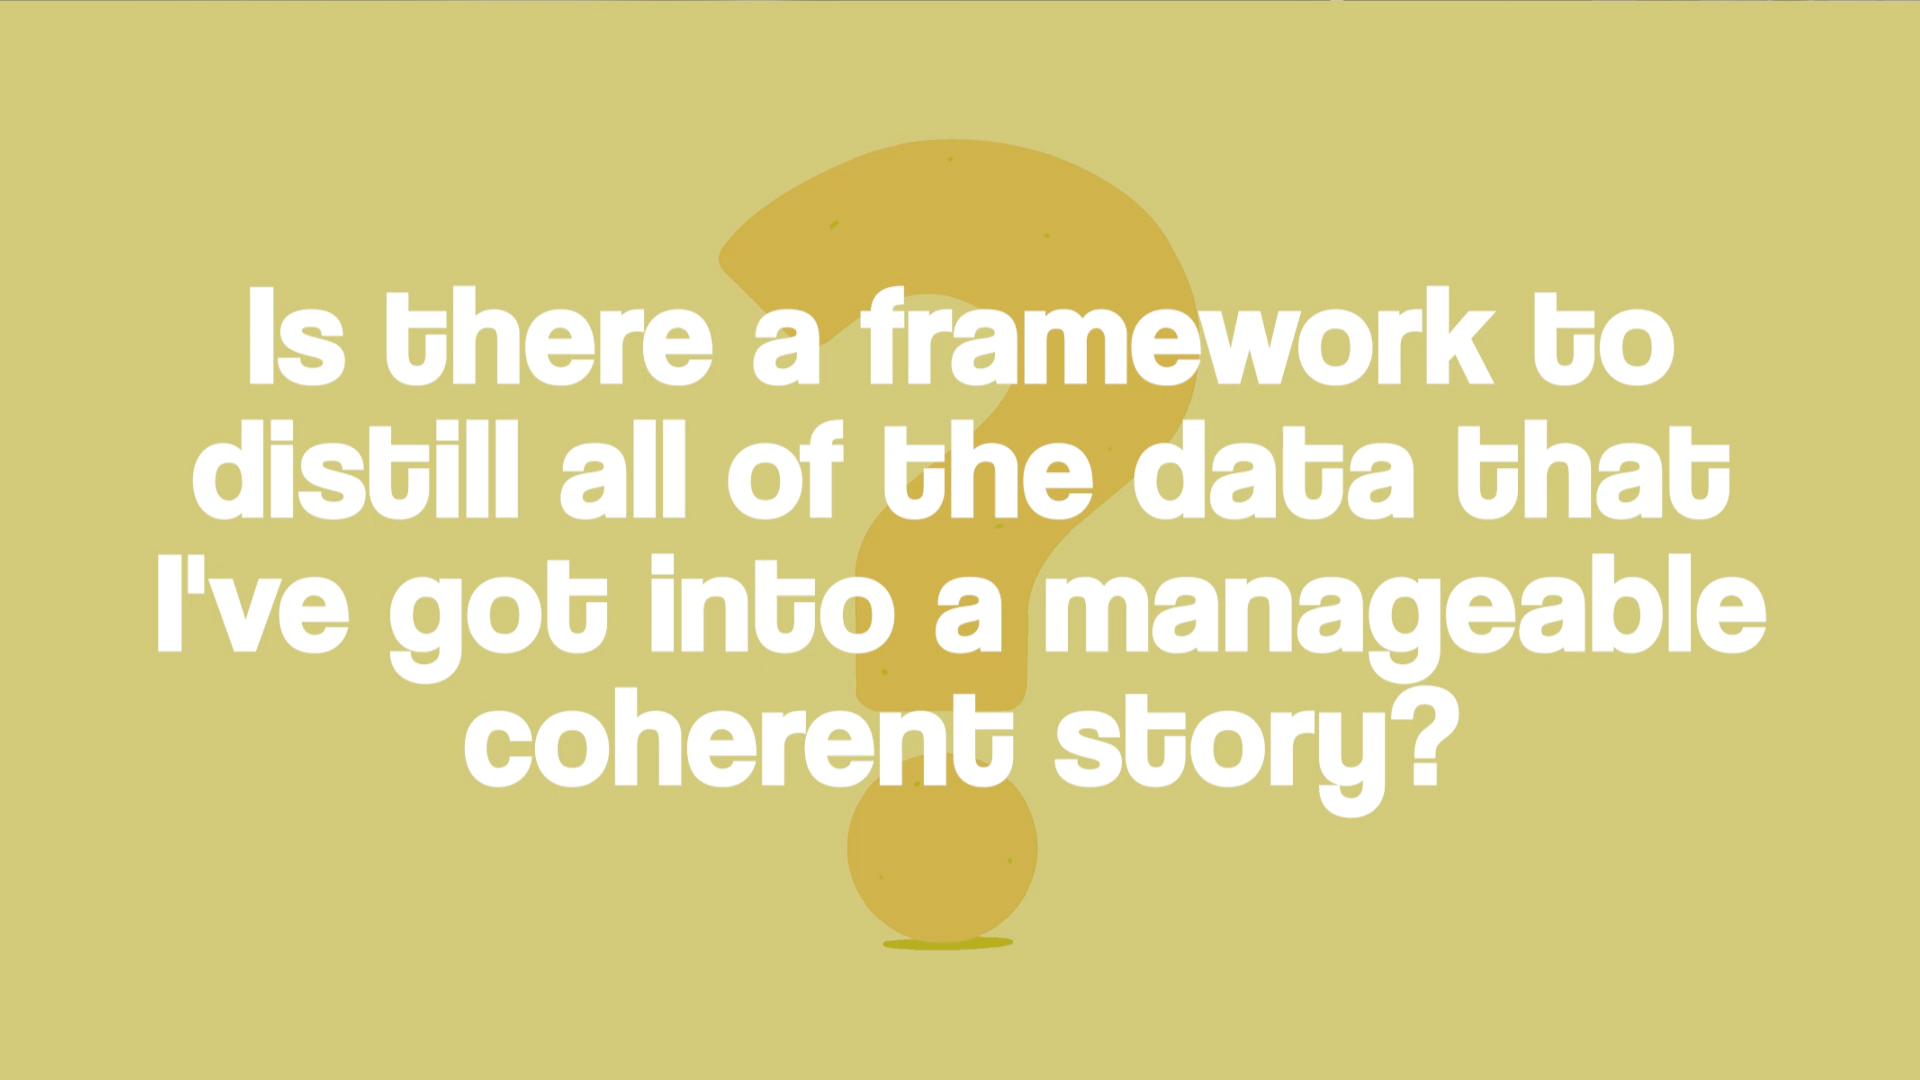 Is there a framework to
distill all of the data that
I've got into a manageable
coherent story?